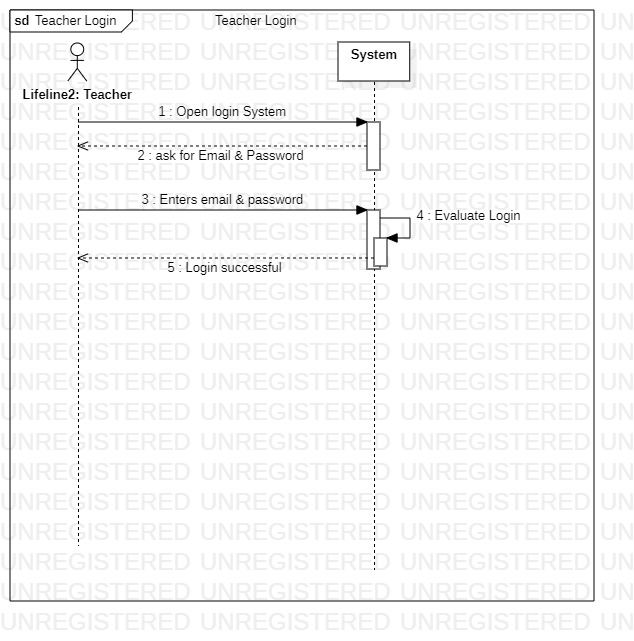 sd Teacher Login
Teacher Login
System
Lifeline2: Teacher
1 : Open login System
2 : ask for Email & Password
3 : Enters email & password
4 : Evaluate Login
5 : Login successful
UNREGISTERED UNREGISTERED UNREGISTERED UN